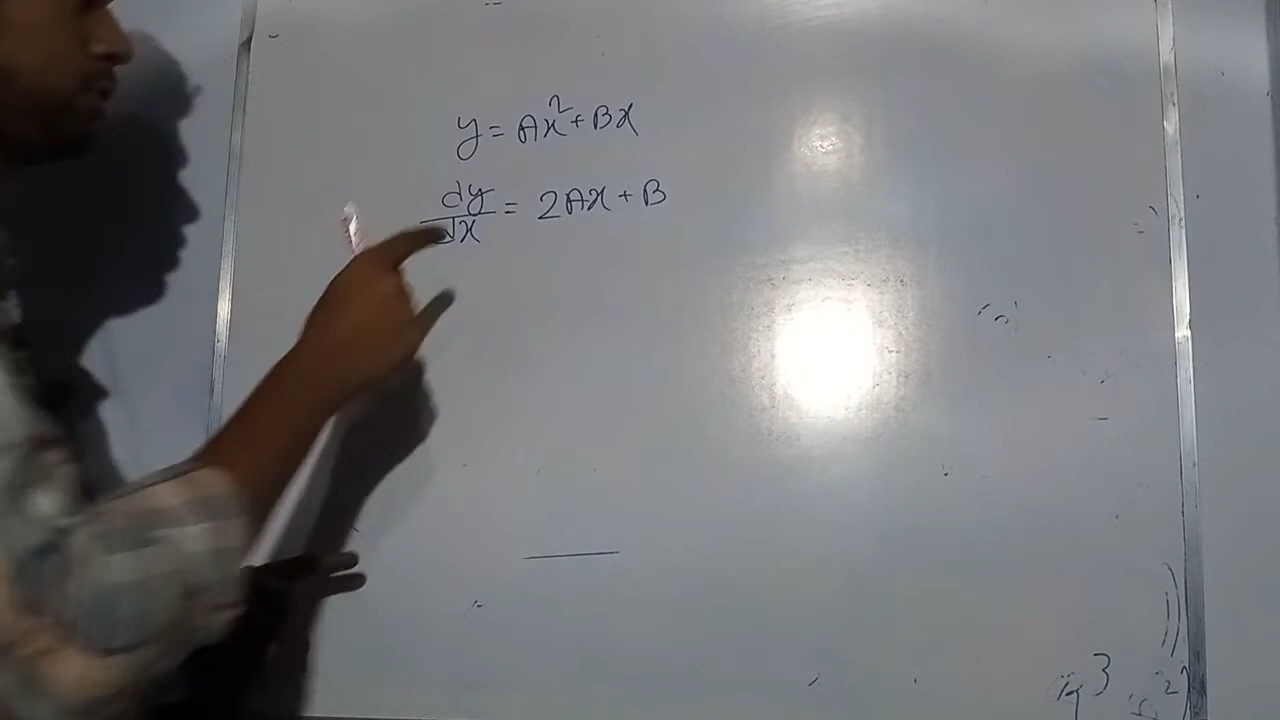 y = Ax² + Bx
dy/dx = 2Ax + B